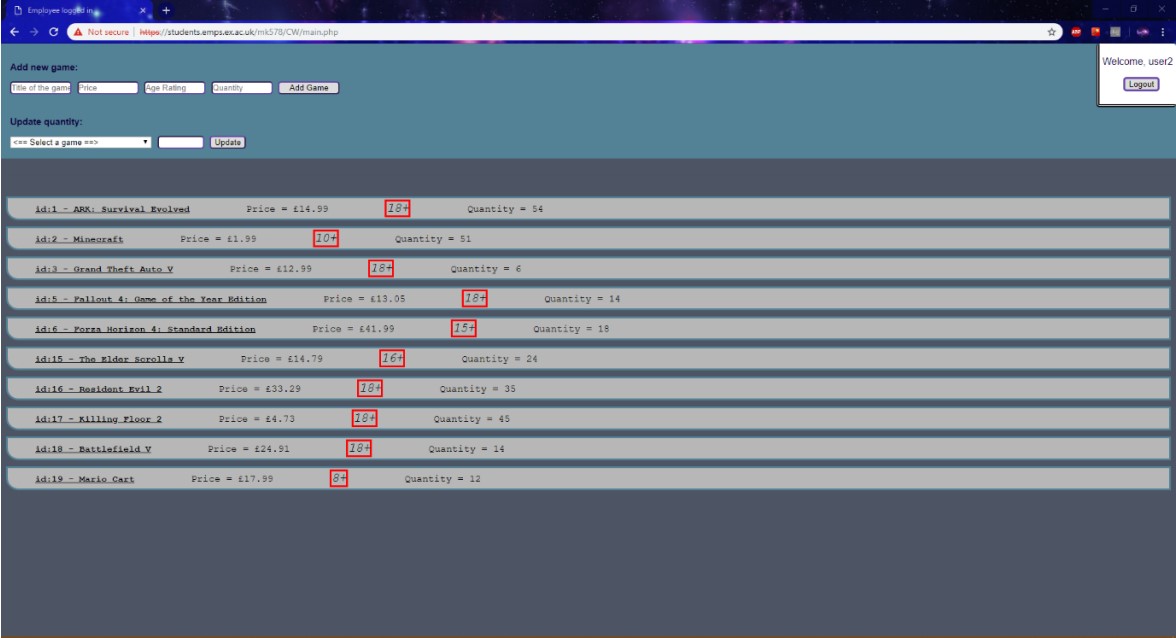 Employee logged in
Not secure | https://students.emps.ex.ac.uk/mk578/CW/main.php
ABP
Welcome, user2
Logout
Add new game:
Title of the game Price Age Rating Quantity Add Game
Update quantity:
<== Select a game ==> Update
id:1 - ARK: Survival Evolved Price = £14.99 18+ Quantity = 54
id:2 - Minecraft Price = £1.99 10+ Quantity = 51
id:3 - Grand Theft Auto V Price = £12.99 18+ Quantity = 6
id:5 - Fallout 4: Game of the Year Edition Price = £13.05 18+ Quantity = 14
id:6 - Forza Horizon 4: Standard Edition Price = £41.99 15+ Quantity = 18
id:15 - The Elder Scrolls V Price = £14.79 16+ Quantity = 24
id:16 - Resident Evil 2 Price = £33.29 18+ Quantity = 35
id:17 - Killing Floor 2 Price = £4.73 18+ Quantity = 45
id:18 - Battlefield V Price = £24.91 18+ Quantity = 14
id:19 - Mario Cart Price = £17.99 8+ Quantity = 12